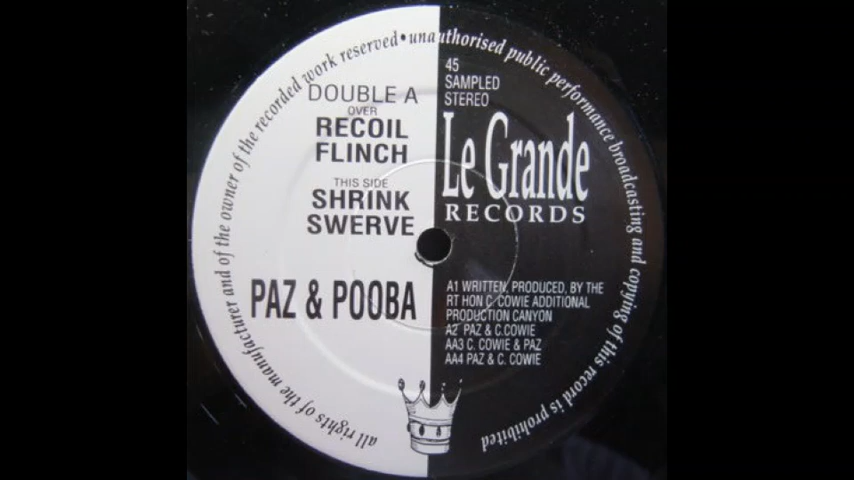 all rights of the manufacturer and of the owner of the recorded work reserved • unauthorised public performance broadcasting and copying of this record is prohibited
DOUBLE A
OVER
RECOIL
FLINCH
THIS SIDE
SHRINK
SWERVE
PAZ & POOBA
45
SAMPLED
STEREO
Le Grande
RECORDS
A1 WRITTEN, PRODUCED, BY THE
RT HON C. COWIE ADDITIONAL
PRODUCTION CANYON
A2 PAZ & C.COWIE
AA3 C. COWIE & PAZ
AA4 PAZ & C. COWIE